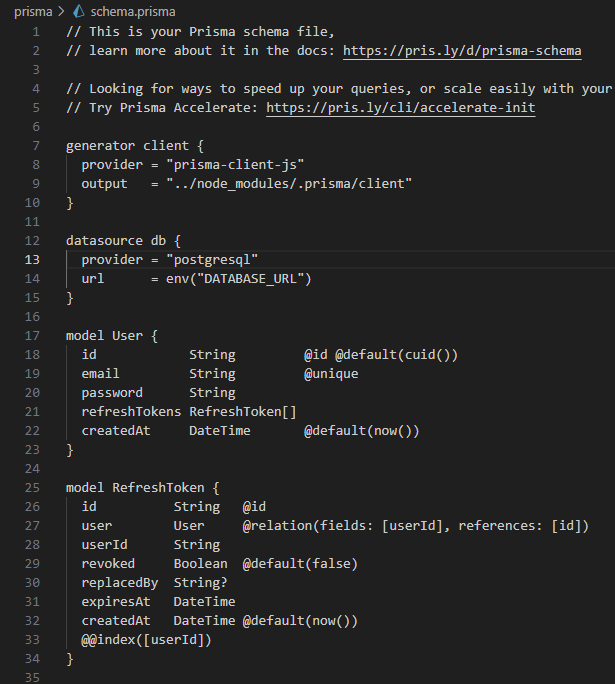 prisma > schema.prisma
1 // This is your Prisma schema file,
2 // learn more about it in the docs: https://pris.ly/d/prisma-schema
3
4 // Looking for ways to speed up your queries, or scale easily with your
5 // Try Prisma Accelerate: https://pris.ly/cli/accelerate-init
6
7 generator client {
8   provider = "prisma-client-js"
9   output   = "../node_modules/.prisma/client"
10 }
11
12 datasource db {
13   provider = "postgresql"
14   url      = env("DATABASE_URL")
15 }
16
17 model User {
18   id            String         @id @default(cuid())
19   email         String         @unique
20   password      String
21   refreshTokens RefreshToken[]
22   createdAt     DateTime       @default(now())
23 }
24
25 model RefreshToken {
26   id          String   @id
27   user        User     @relation(fields: [userId], references: [id])
28   userId      String
29   revoked     Boolean  @default(false)
30   replacedBy  String?
31   expiresAt   DateTime
32   createdAt   DateTime @default(now())
33   @@index([userId])
34 }
35